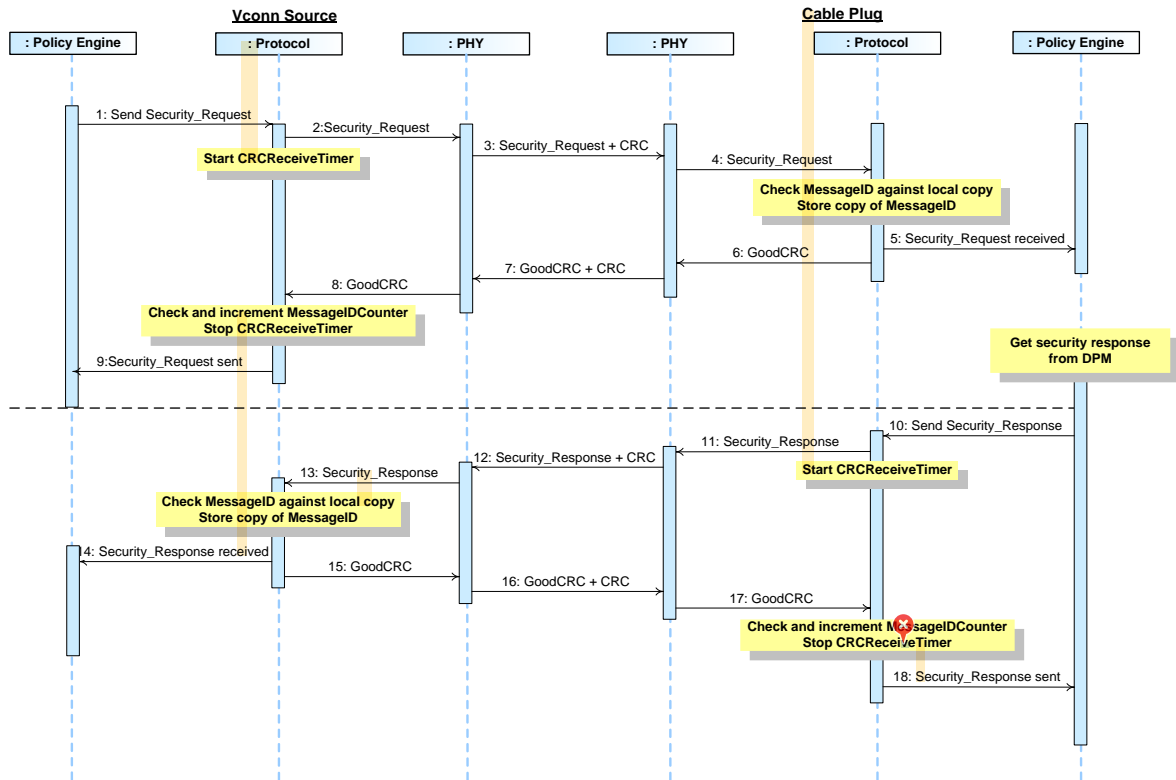 Vconn Source
Cable Plug
: Policy Engine
: Protocol
: PHY
: PHY
: Protocol
: Policy Engine
1: Send Security_Request
2:Security_Request
3: Security_Request + CRC
Start CRCReceiveTimer
4: Security_Request
Check MessageID against local copy
Store copy of MessageID
5: Security_Request received
6: GoodCRC
7: GoodCRC + CRC
8: GoodCRC
Check and increment MessageIDCounter
Stop CRCReceiveTimer
Get security response
from DPM
9:Security_Request sent
10: Send Security_Response
11: Security_Response
12: Security_Response + CRC
Start CRCReceiveTimer
13: Security_Response
Check MessageID against local copy
Store copy of MessageID
14: Security_Response received
15: GoodCRC
16: GoodCRC + CRC
17: GoodCRC
Check and increment MessageIDCounter
Stop CRCReceiveTimer
18: Security_Response sent